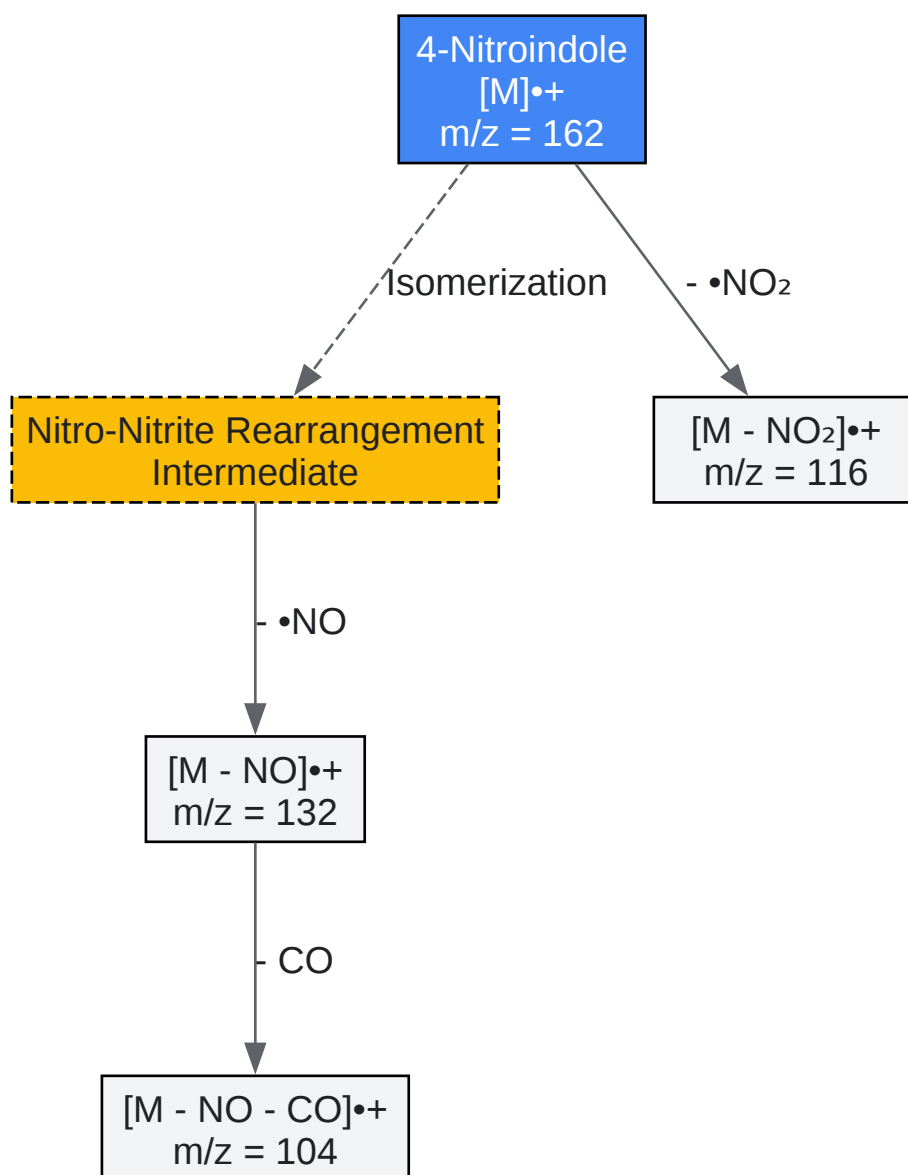 4-Nitroindole
[M]•+
m/z = 162
Isomerization
- •NO₂
Nitro-Nitrite Rearrangement
Intermediate
[M - NO₂]•+
m/z = 116
- •NO
[M - NO]•+
m/z = 132
- CO
[M - NO - CO]•+
m/z = 104